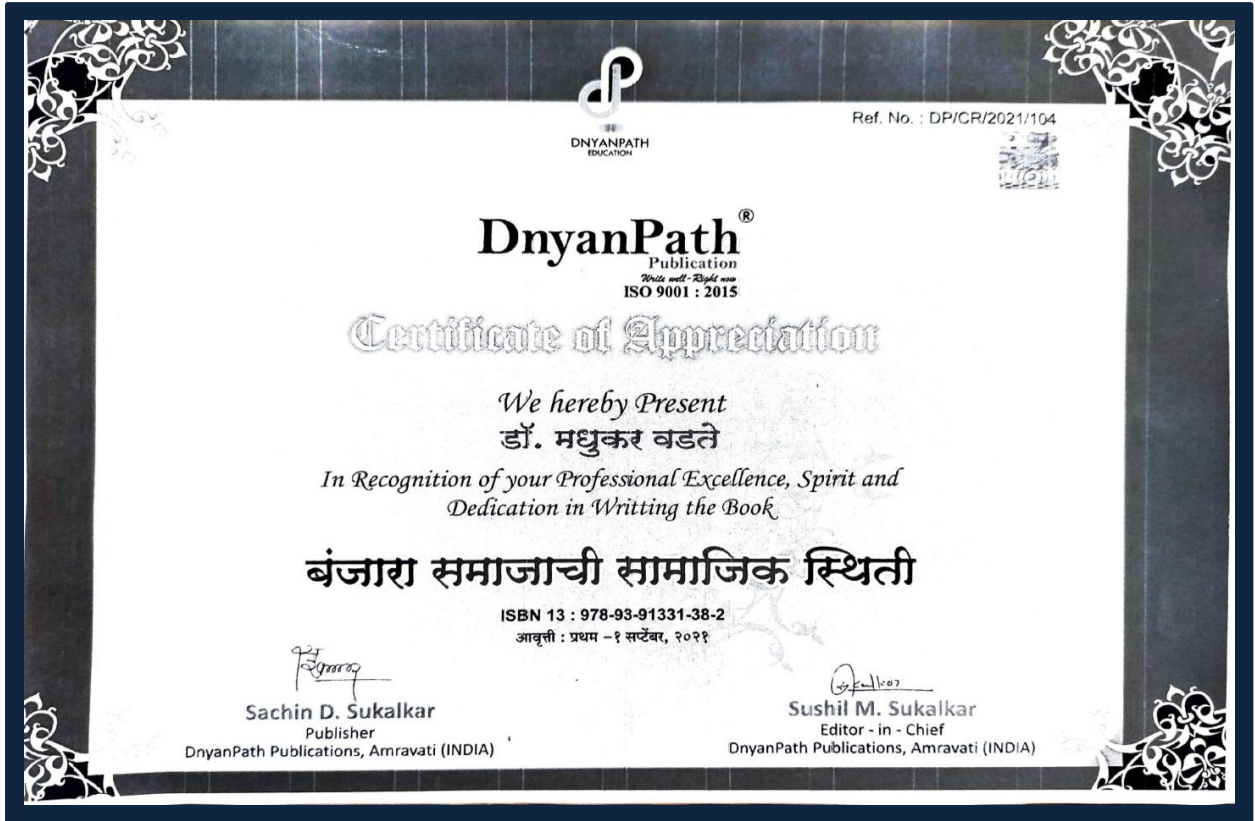 Ref. No. : DP/CR/2021/104
DNYANPATH
EDUCATION
DnyanPath®
Publication
Write well-Right now
ISO 9001 : 2015
Certificate of Appreciation
We hereby Present
डॉ. मधुकर वडते
In Recognition of your Professional Excellence, Spirit and
Dedication in Writting the Book
बंजारा समाजाची सामाजिक स्थिती
ISBN 13 : 978-93-91331-38-2
आवृत्ती : प्रथम –१ सप्टेंबर, २०२१
Sachin D. Sukalkar
Publisher
DnyanPath Publications, Amravati (INDIA)
Sushil M. Sukalkar
Editor - in - Chief
DnyanPath Publications, Amravati (INDIA)